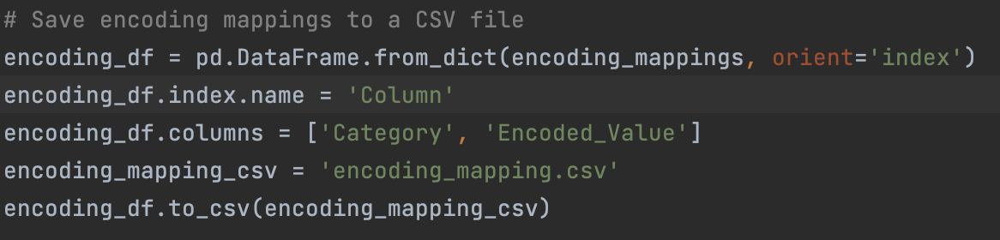 # Save encoding mappings to a CSV file
encoding_df = pd.DataFrame.from_dict(encoding_mappings, orient='index')
encoding_df.index.name = 'Column'
encoding_df.columns = ['Category', 'Encoded_Value']
encoding_mapping_csv = 'encoding_mapping.csv'
encoding_df.to_csv(encoding_mapping_csv)